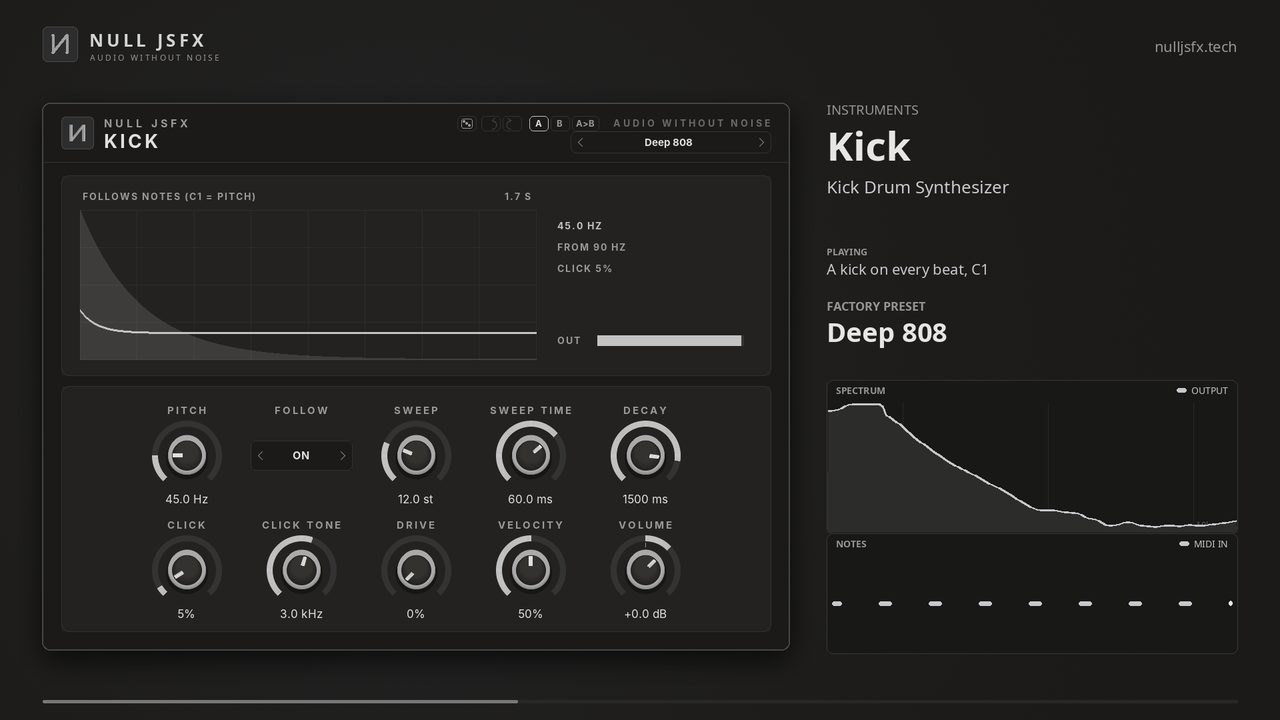 NULL JSFX
AUDIO WITHOUT NOISE
nulljsfx.tech
NULL JSFX
KICK
A
B
A>B
AUDIO WITHOUT NOISE
Deep 808
FOLLOWS NOTES (C1 = PITCH)
1.7 S
45.0 HZ
FROM 90 HZ
CLICK 5%
OUT
PITCH
FOLLOW
SWEEP
SWEEP TIME
DECAY
ON
45.0 Hz
12.0 st
60.0 ms
1500 ms
CLICK
CLICK TONE
DRIVE
VELOCITY
VOLUME
5%
3.0 kHz
0%
50%
+0.0 dB
INSTRUMENTS
Kick
Kick Drum Synthesizer
PLAYING
A kick on every beat, C1
FACTORY PRESET
Deep 808
SPECTRUM
OUTPUT
NOTES
MIDI IN